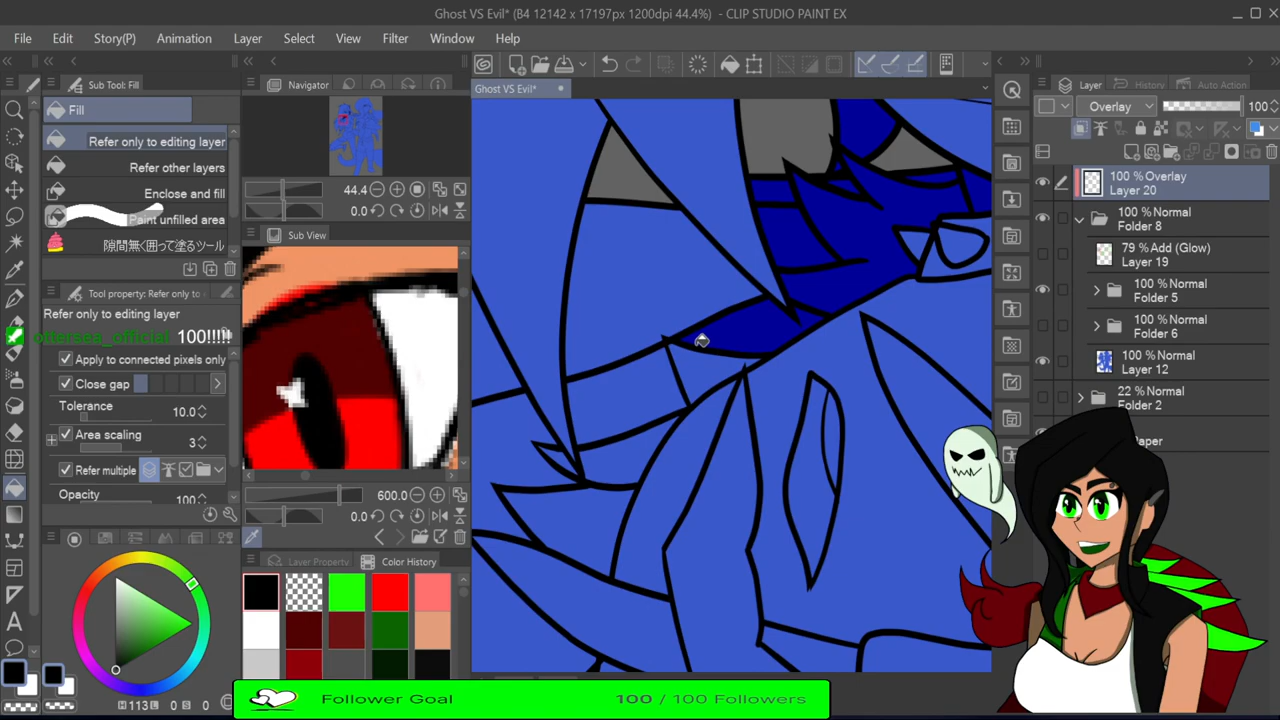 Ghost VS Evil* (B4 12142 x 17197px 1200dpi 44.4%) - CLIP STUDIO PAINT EX
File Edit Story(P) Animation Layer Select View Filter Window Help
Sub Tool: Fill
Navigator
Ghost VS Evil*
Layer History Auto Action
Fill
Overlay 100
Refer only to editing layer
Refer other layers
Enclose and fill
Paint unfilled area
隙間無く囲って塗るツール
44.4
0.0
Sub View
100 % Overlay
Layer 20
100 % Normal
Folder 8
79 % Add (Glow)
Layer 19
100 % Normal
Folder 5
100 % Normal
Folder 6
100 % Normal
Layer 12
22 % Normal
Folder 2
Tool property: Refer only to
Refer only to editing layer
ottersee_official 100!!!!
Apply to connected pixels only
Close gap
Tolerance 10.0
Area scaling 3
Refer multiple
Opacity 100
600.0
0.0
Layer Property Color History
H 113 L 0 S 0
Follower Goal 100 / 100 Followers